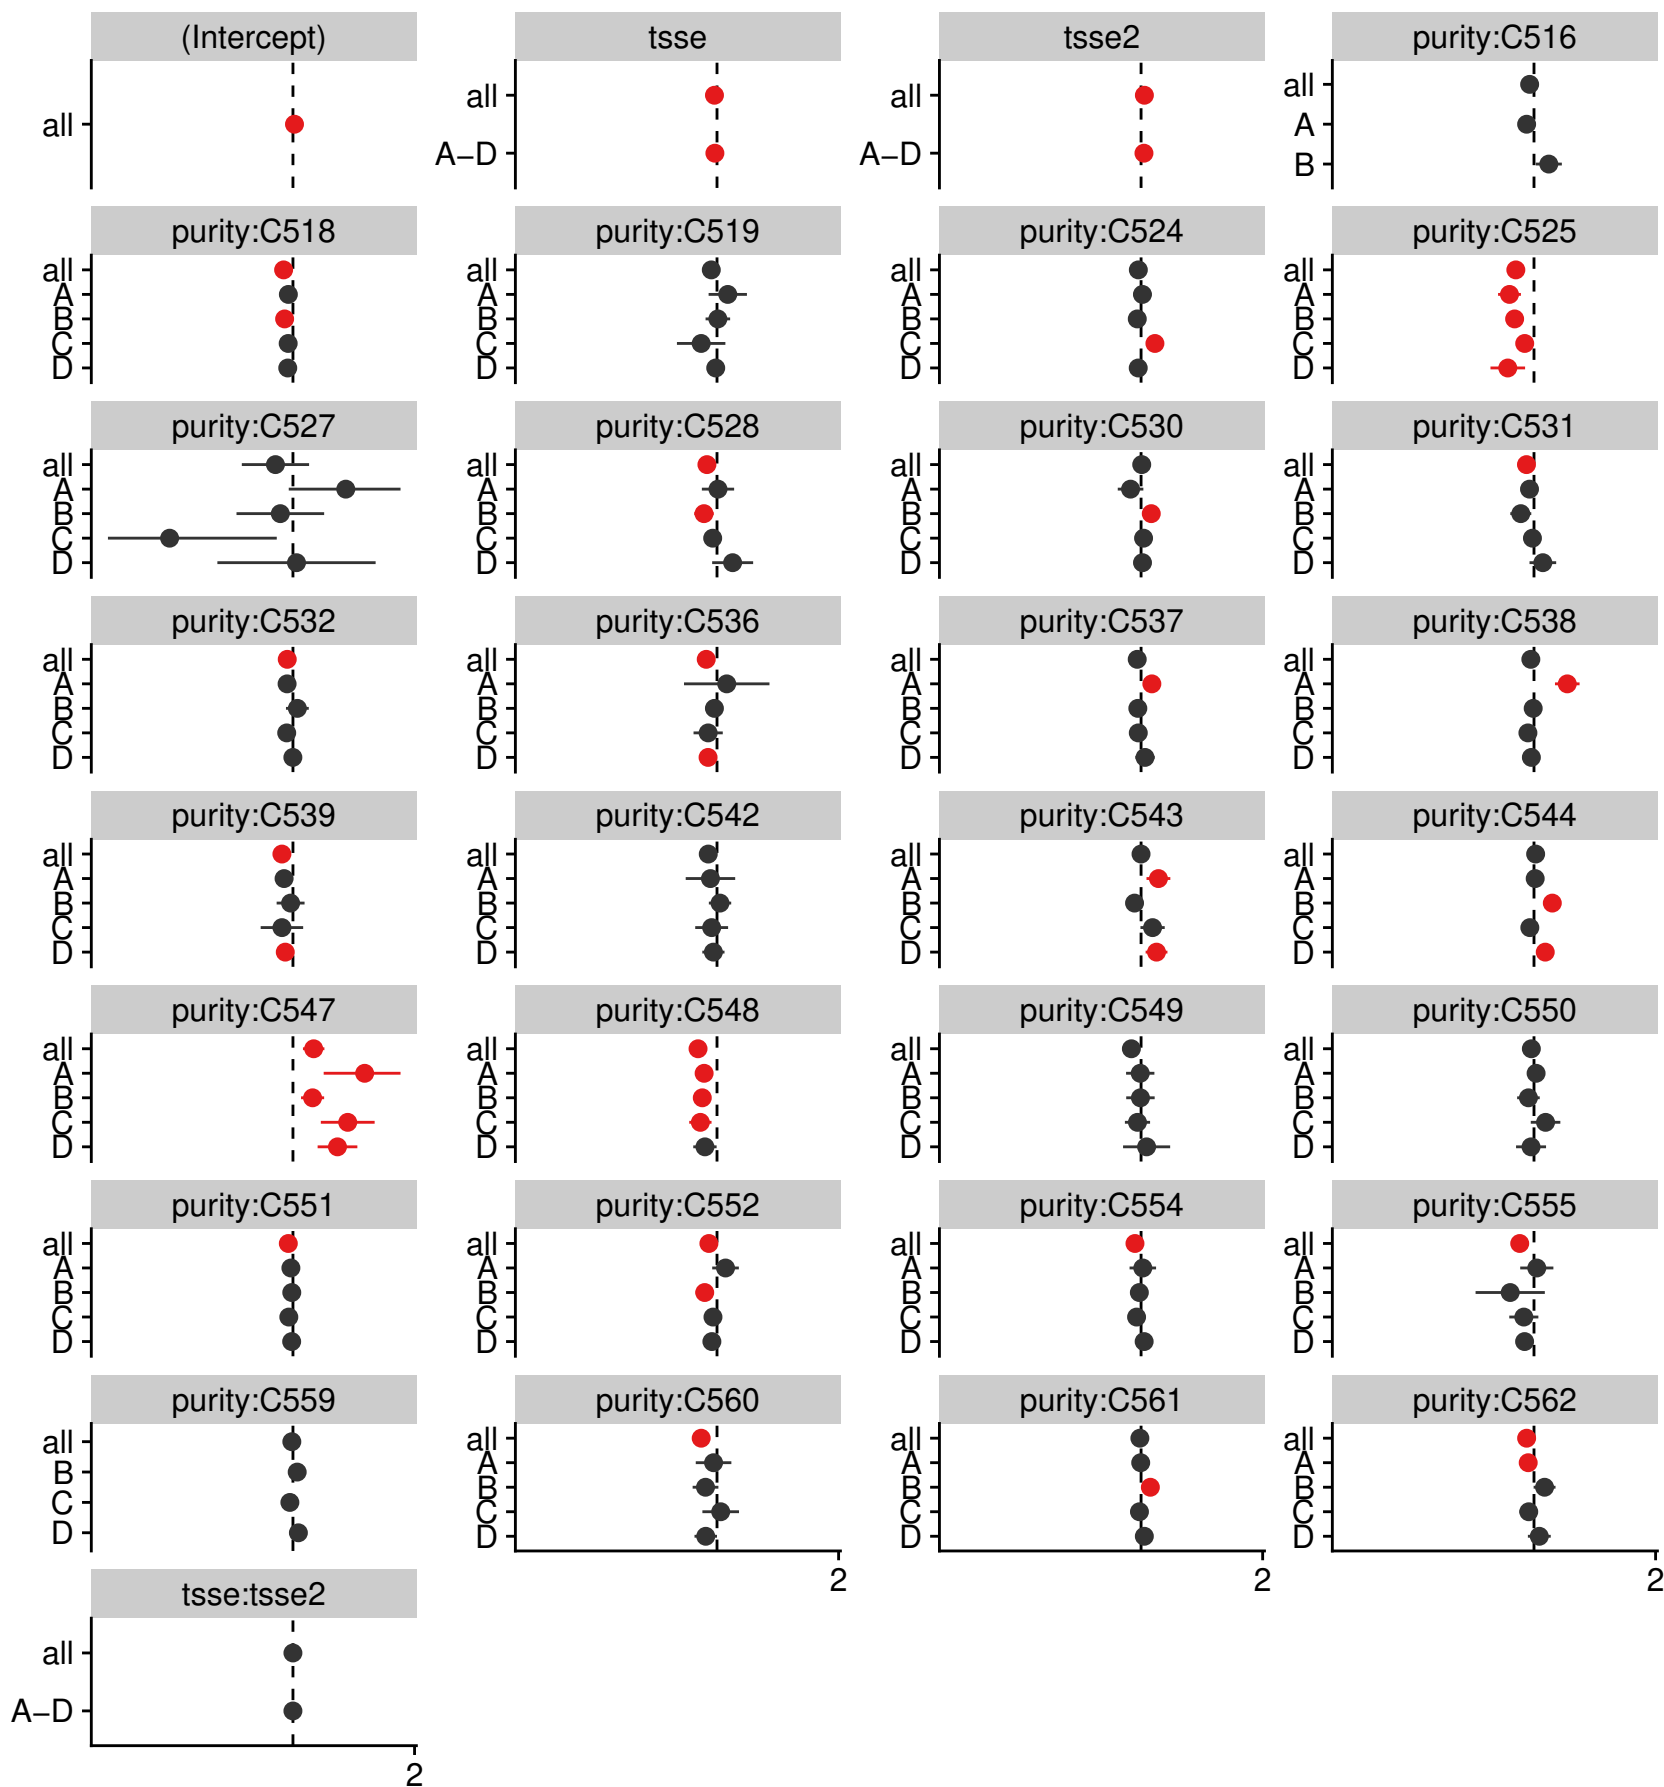 (Intercept) tsse tsse2 purity:C516
all
all
A–D
all
A–D
all
A
B
purity:C518 purity:C519 purity:C524 purity:C525
all
A
B
C
D
all
A
B
C
D
all
A
B
C
D
all
A
B
C
D
purity:C527 purity:C528 purity:C530 purity:C531
all
A
B
C
D
all
A
B
C
D
all
A
B
C
D
all
A
B
C
D
purity:C532 purity:C536 purity:C537 purity:C538
all
A
B
C
D
all
A
B
C
D
all
A
B
C
D
all
A
B
C
D
purity:C539 purity:C542 purity:C543 purity:C544
all
A
B
C
D
all
A
B
C
D
all
A
B
C
D
all
A
B
C
D
purity:C547 purity:C548 purity:C549 purity:C550
all
A
B
C
D
all
A
B
C
D
all
A
B
C
D
all
A
B
C
D
purity:C551 purity:C552 purity:C554 purity:C555
all
A
B
C
D
all
A
B
C
D
all
A
B
C
D
all
A
B
C
D
purity:C559 purity:C560 purity:C561 purity:C562
all
B
C
D
all
A
B
C
D
all
A
B
C
D
all
A
B
C
D
2 2 2
tsse:tsse2
all
A–D
2